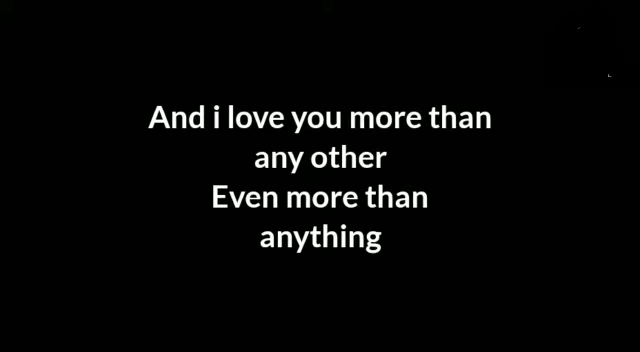 And i love you more than
any other
Even more than
anything